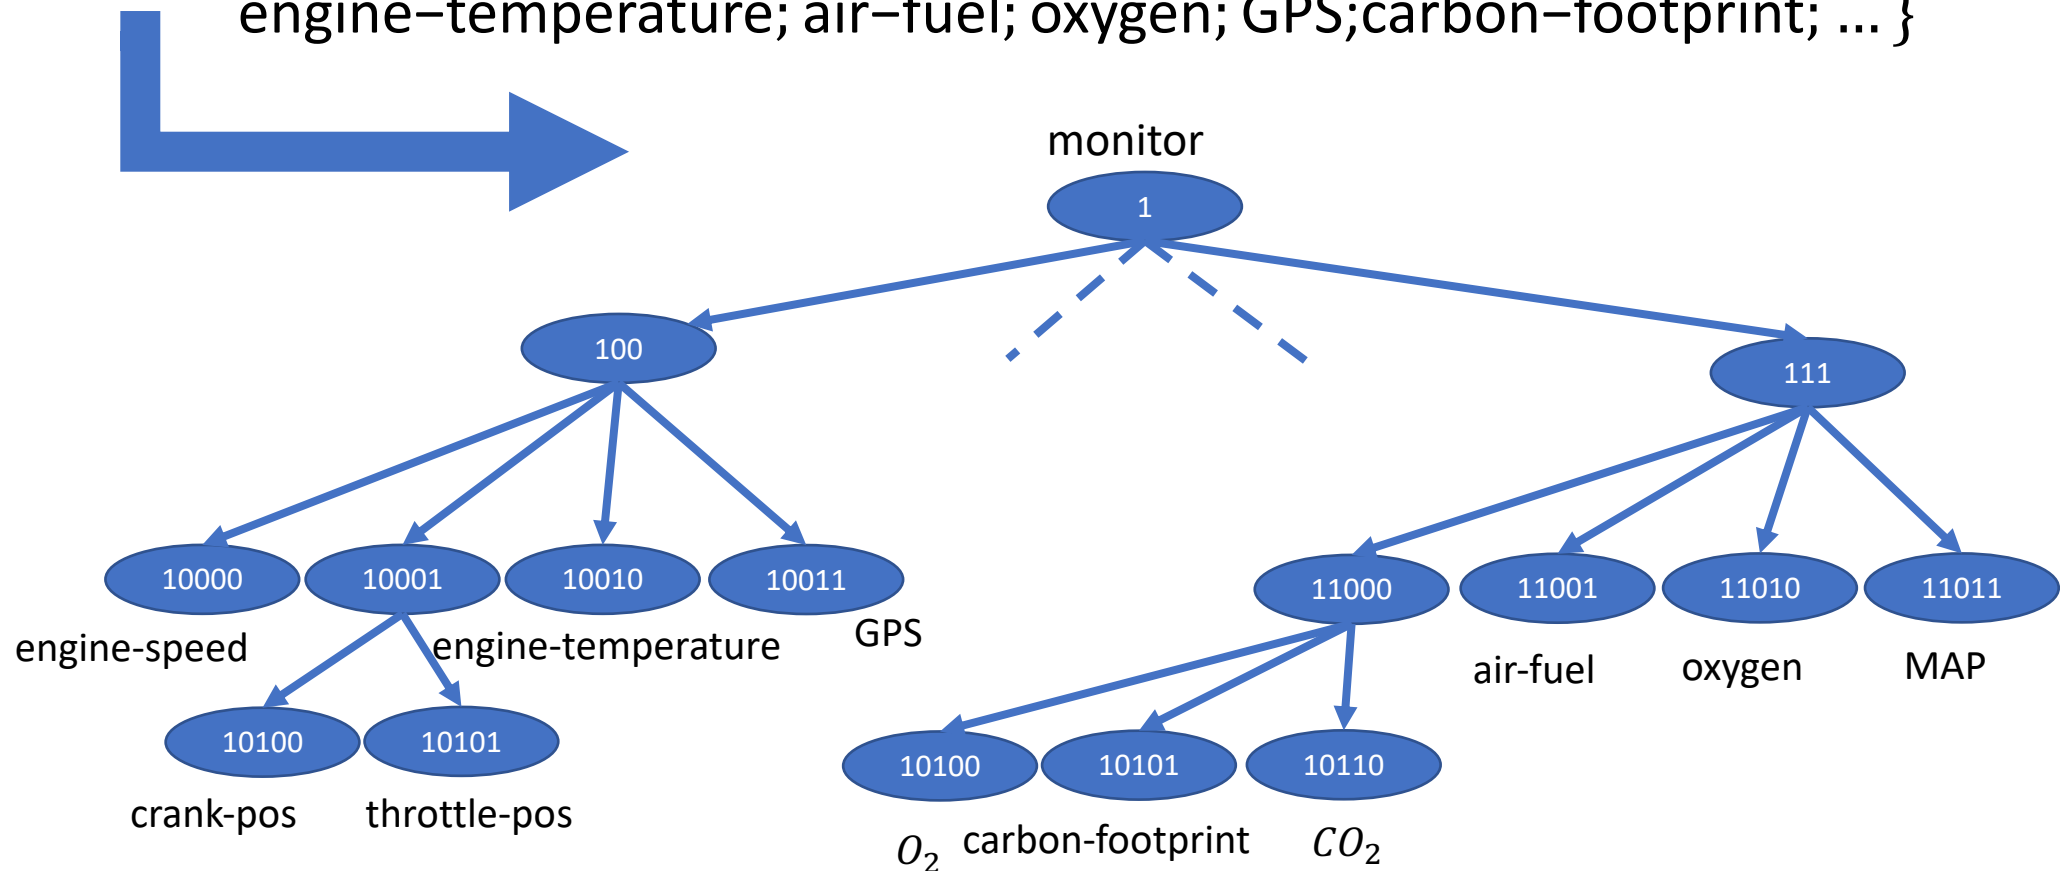 engine−temperature; air−fuel; oxygen; GPS;carbon−footprint; ... }
monitor
1
100
111
10000 10001 10010 10011
11000 11001 11010 11011
engine-speed engine-temperature GPS
air-fuel oxygen MAP
10100 10101
10100 10101 10110
crank-pos throttle-pos
O₂ carbon-footprint CO₂